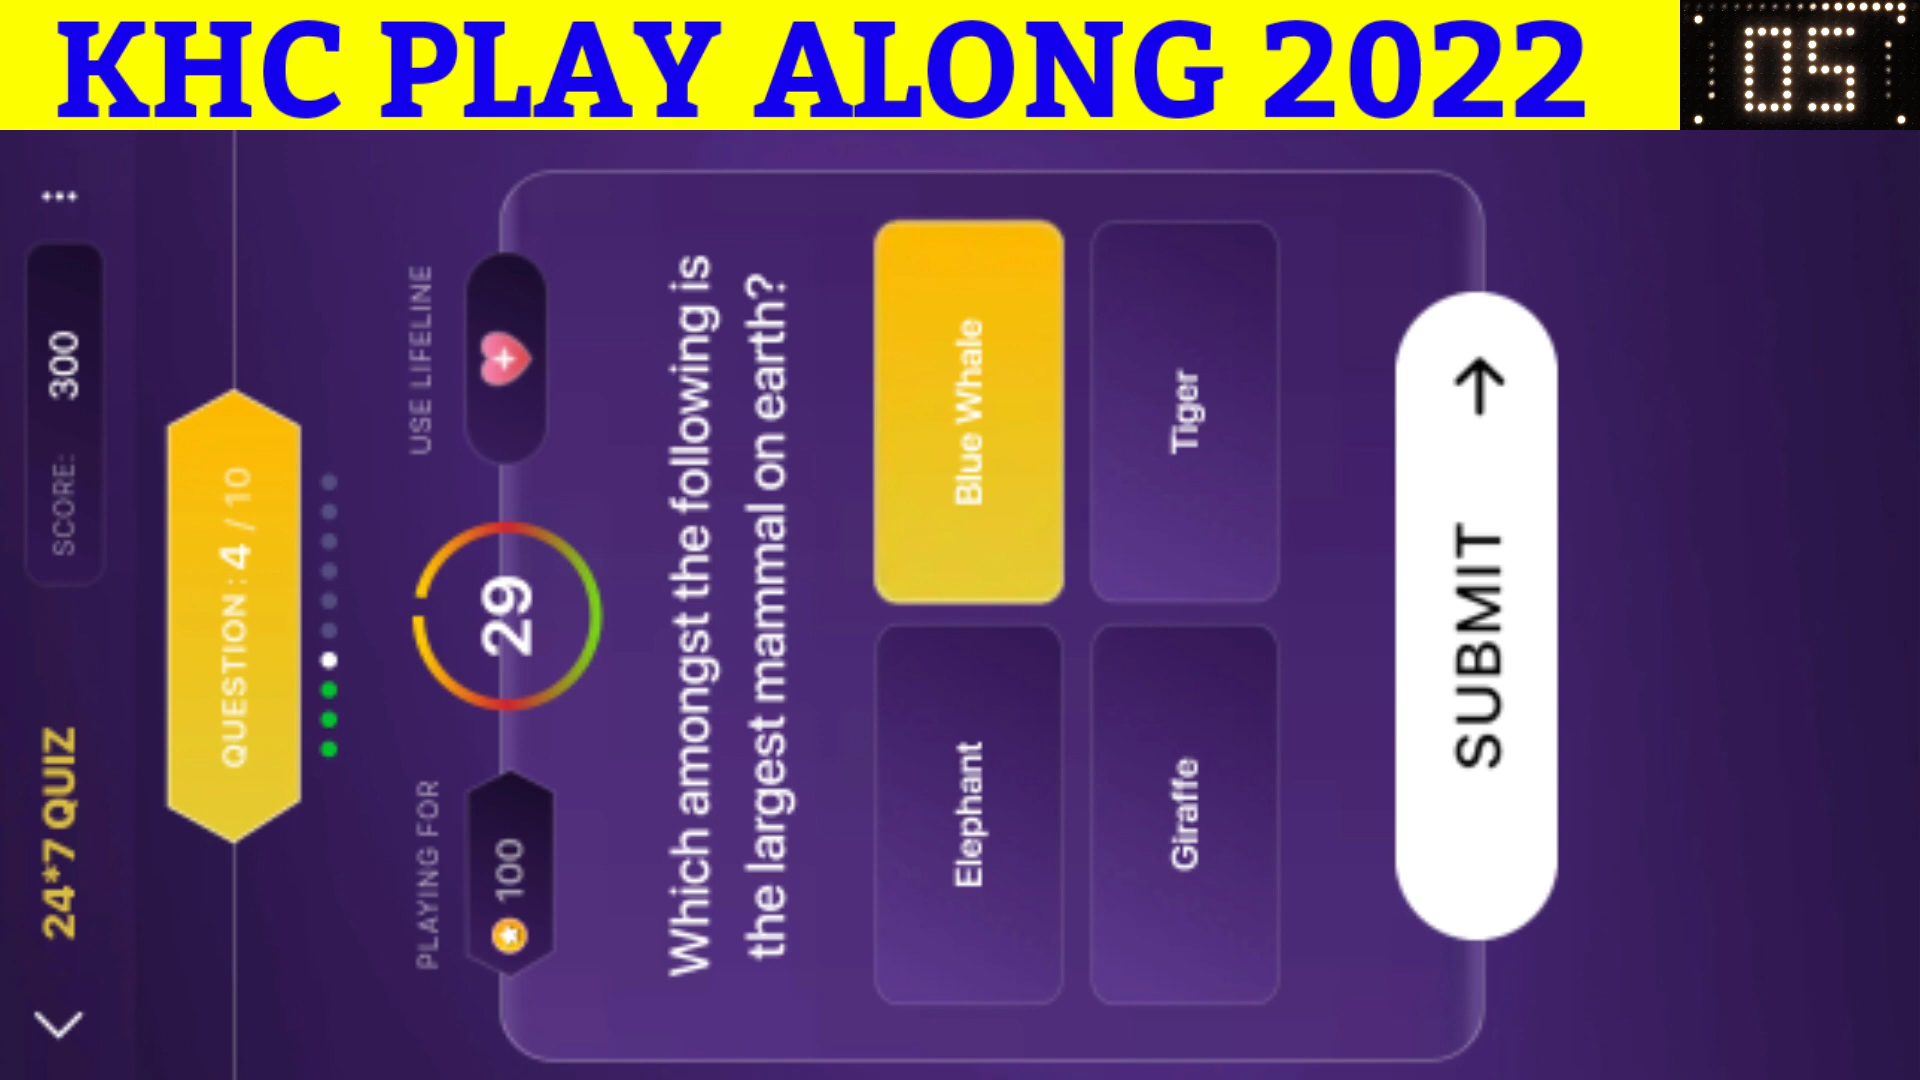 KHC PLAY ALONG 2022
05
24*7 QUIZ
SCORE: 300
QUESTION : 4 / 10
PLAYING FOR
100
29
USE LIFELINE
Which amongst the following is
the largest mammal on earth?
Elephant
Blue Whale
Giraffe
Tiger
SUBMIT